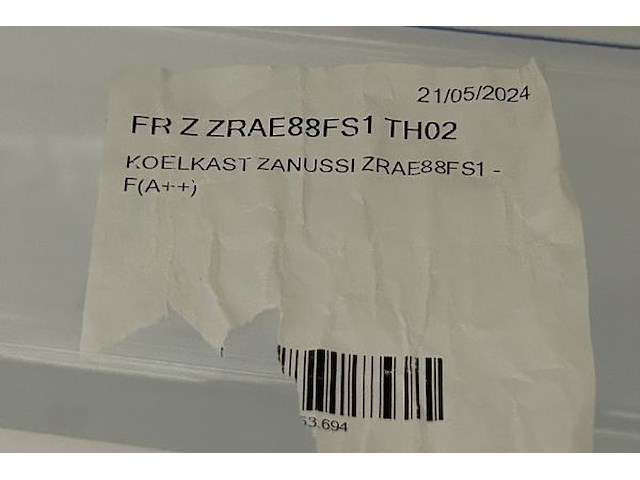 21/05/2024
FR Z ZRAE88FS1 TH02
KOELKAST ZANUSSI ZRAE88FS1 -
F(A++)
53.694